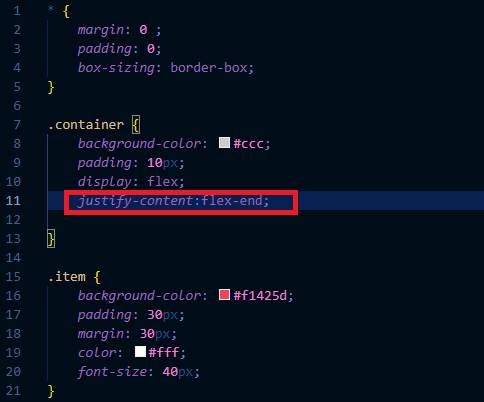 1 * {
2 margin: 0 ;
3 padding: 0;
4 box-sizing: border-box;
5 }
6
7 .container {
8 background-color: #ccc;
9 padding: 10px;
10 display: flex;
11 justify-content:flex-end;
12
13 }
14
15 .item {
16 background-color: #f1425d;
17 padding: 30px;
18 margin: 30px;
19 color: #fff;
20 font-size: 40px;
21 }